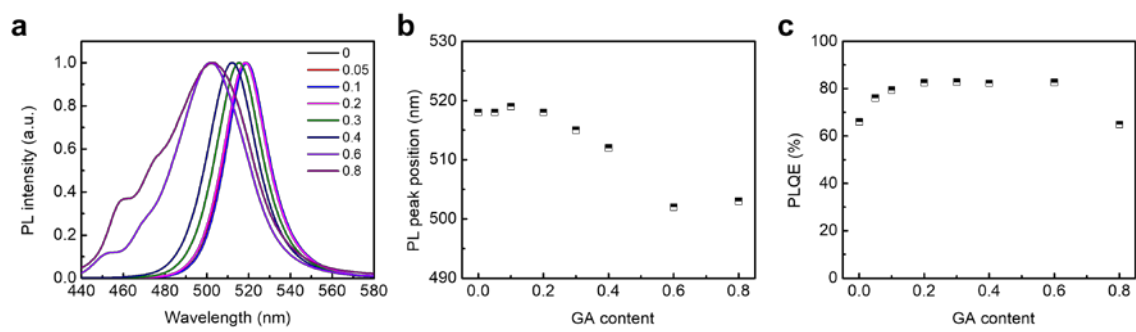 a
PL intensity (a.u.)
1.0
0.8
0.6
0.4
0.2
0.0
440 460 480 500 520 540 560 580
Wavelength (nm)
0
0.05
0.1
0.2
0.3
0.4
0.6
0.8
b
PL peak position (nm)
530
520
510
500
490
0.0 0.2 0.4 0.6 0.8
GA content
c
PLQE (%)
100
80
60
40
20
0
0.0 0.2 0.4 0.6 0.8
GA content